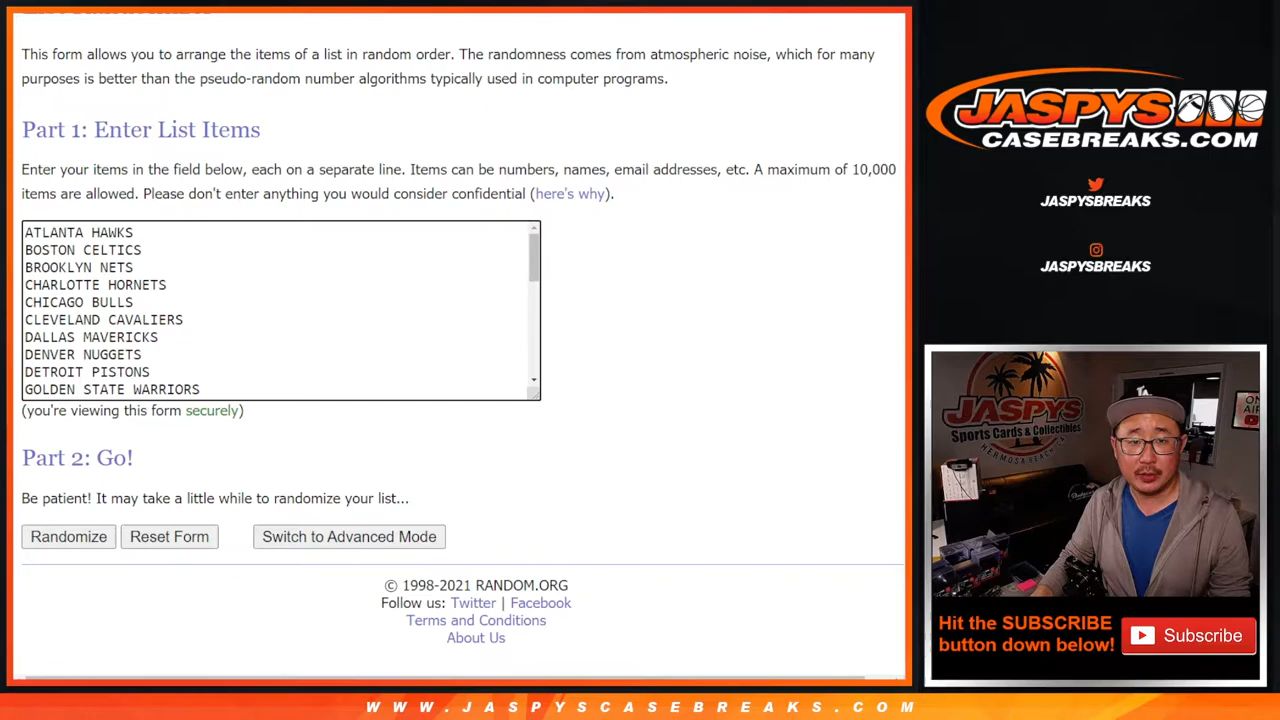 This form allows you to arrange the items of a list in random order. The randomness comes from atmospheric noise, which for many
purposes is better than the pseudo-random number algorithms typically used in computer programs.
Part 1: Enter List Items
Enter your items in the field below, each on a separate line. Items can be numbers, names, email addresses, etc. A maximum of 10,000
items are allowed. Please don't enter anything you would consider confidential (here's why).
ATLANTA HAWKS
BOSTON CELTICS
BROOKLYN NETS
CHARLOTTE HORNETS
CHICAGO BULLS
CLEVELAND CAVALIERS
DALLAS MAVERICKS
DENVER NUGGETS
DETROIT PISTONS
GOLDEN STATE WARRIORS
(you're viewing this form securely)
Part 2: Go!
Be patient! It may take a little while to randomize your list...
Randomize Reset Form Switch to Advanced Mode
© 1998-2021 RANDOM.ORG
Follow us: Twitter | Facebook
Terms and Conditions
About Us
JASPYS
CASEBREAKS.COM
JASPYSBREAKS
JASPYSBREAKS
JASPYS
Sports Cards & Collectibles
HERMOSA BEACH, CA
LA
ON
AIR
Hit the SUBSCRIBE
button down below!
Subscribe
WWW.JASPYSCASEBREAKS.COM